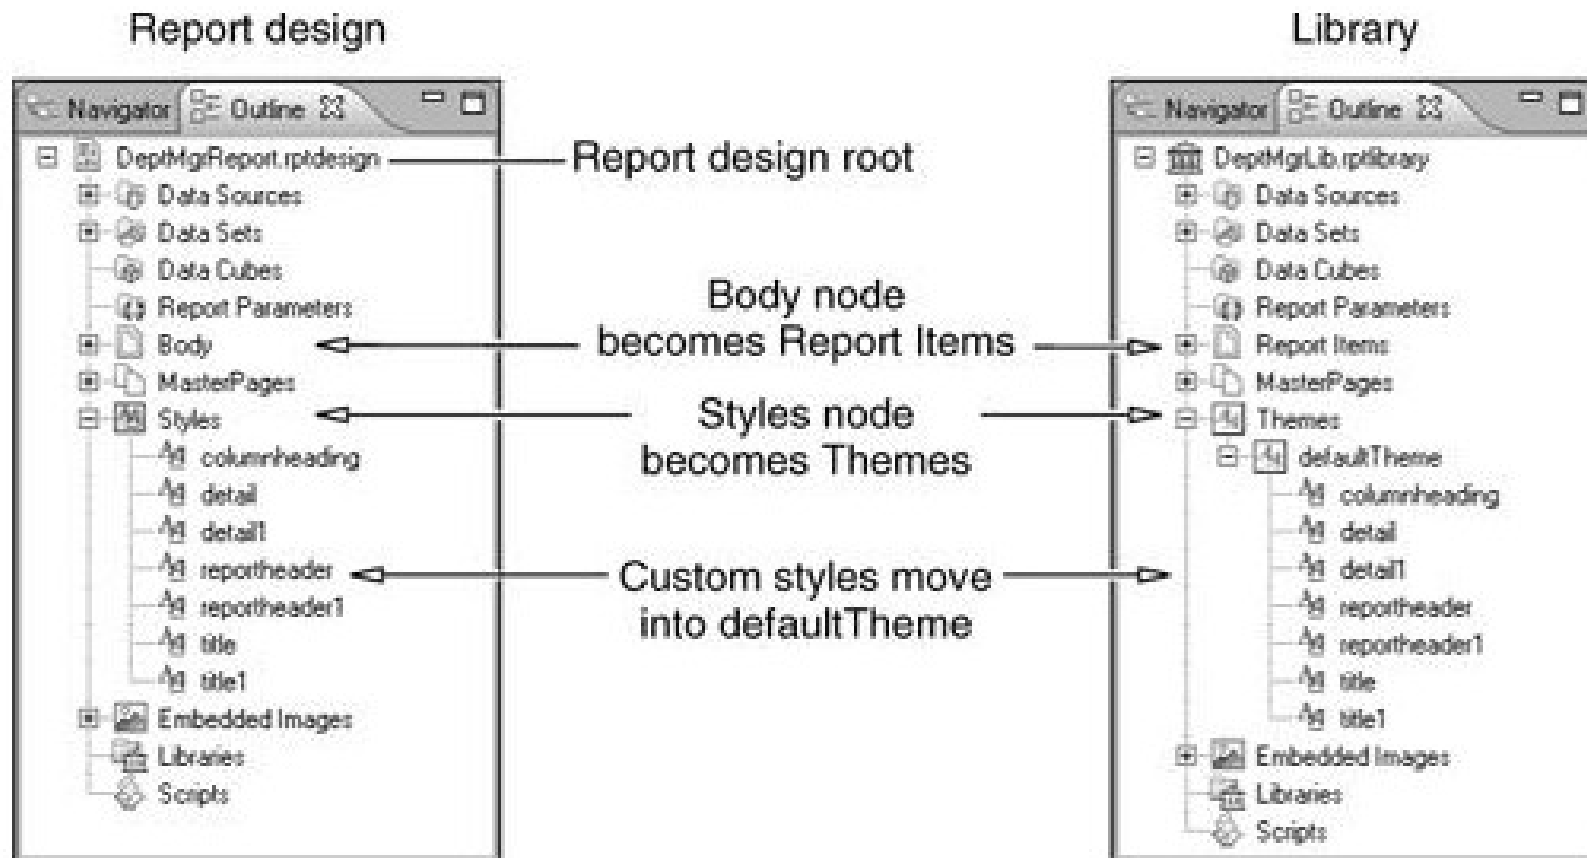 Report design
Navigator Outline
DeptMgrReport.rptdesign
Data Sources
Data Sets
Data Cubes
Report Parameters
Body
MasterPages
Styles
columnheading
detail
detail1
reportheader
reportheader1
title
title1
Embedded Images
Libraries
Scripts
Report design root
Body node
becomes Report Items
Styles node
becomes Themes
Custom styles move
into defaultTheme
Library
Navigator Outline
DeptMgrLib.rptlibrary
Data Sources
Data Sets
Data Cubes
Report Parameters
Report Items
MasterPages
Themes
defaultTheme
columnheading
detail
detail1
reportheader
reportheader1
title
title1
Embedded Images
Libraries
Scripts